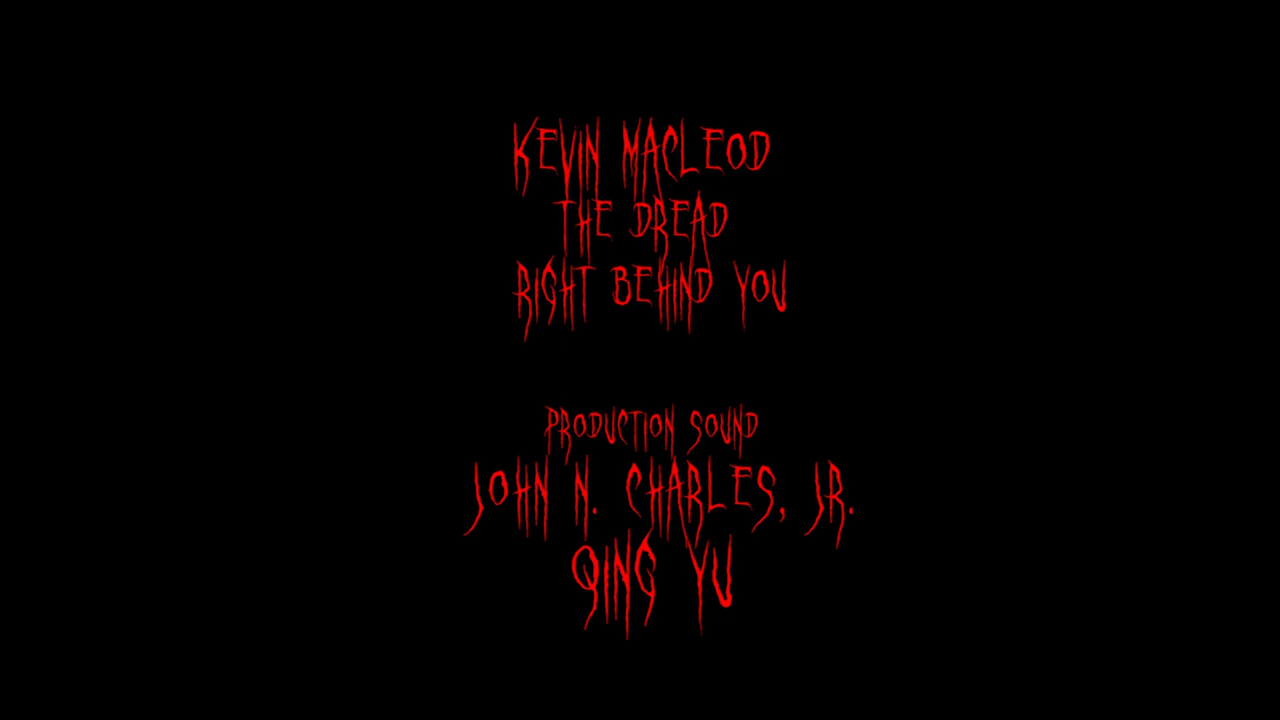 KEVIN MACLEOD
THE DREAD
RIGHT BEHIND YOU
PRODUCTION SOUND
JOHN N. CHARLES, JR.
QING YU